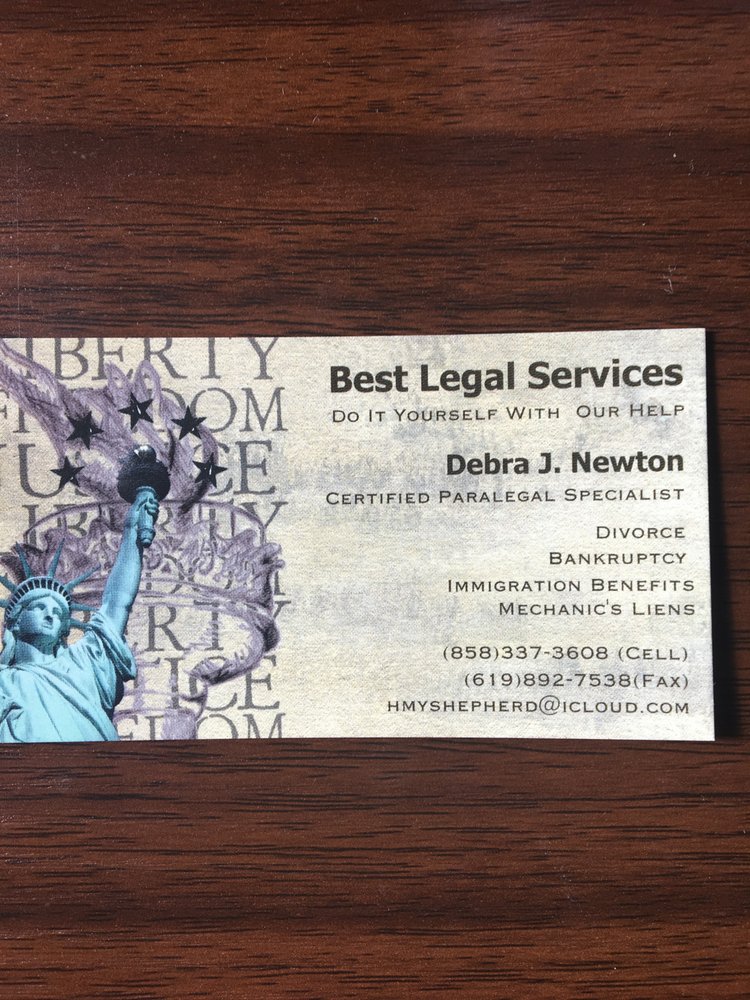 LIBERTY
Best Legal Services
Do It Yourself With Our Help
Debra J. Newton
Certified Paralegal Specialist
Divorce
Bankruptcy
Immigration Benefits
Mechanic's Liens
(858)337-3608 (Cell)
(619)892-7538(Fax)
hmyshepherd@icloud.com